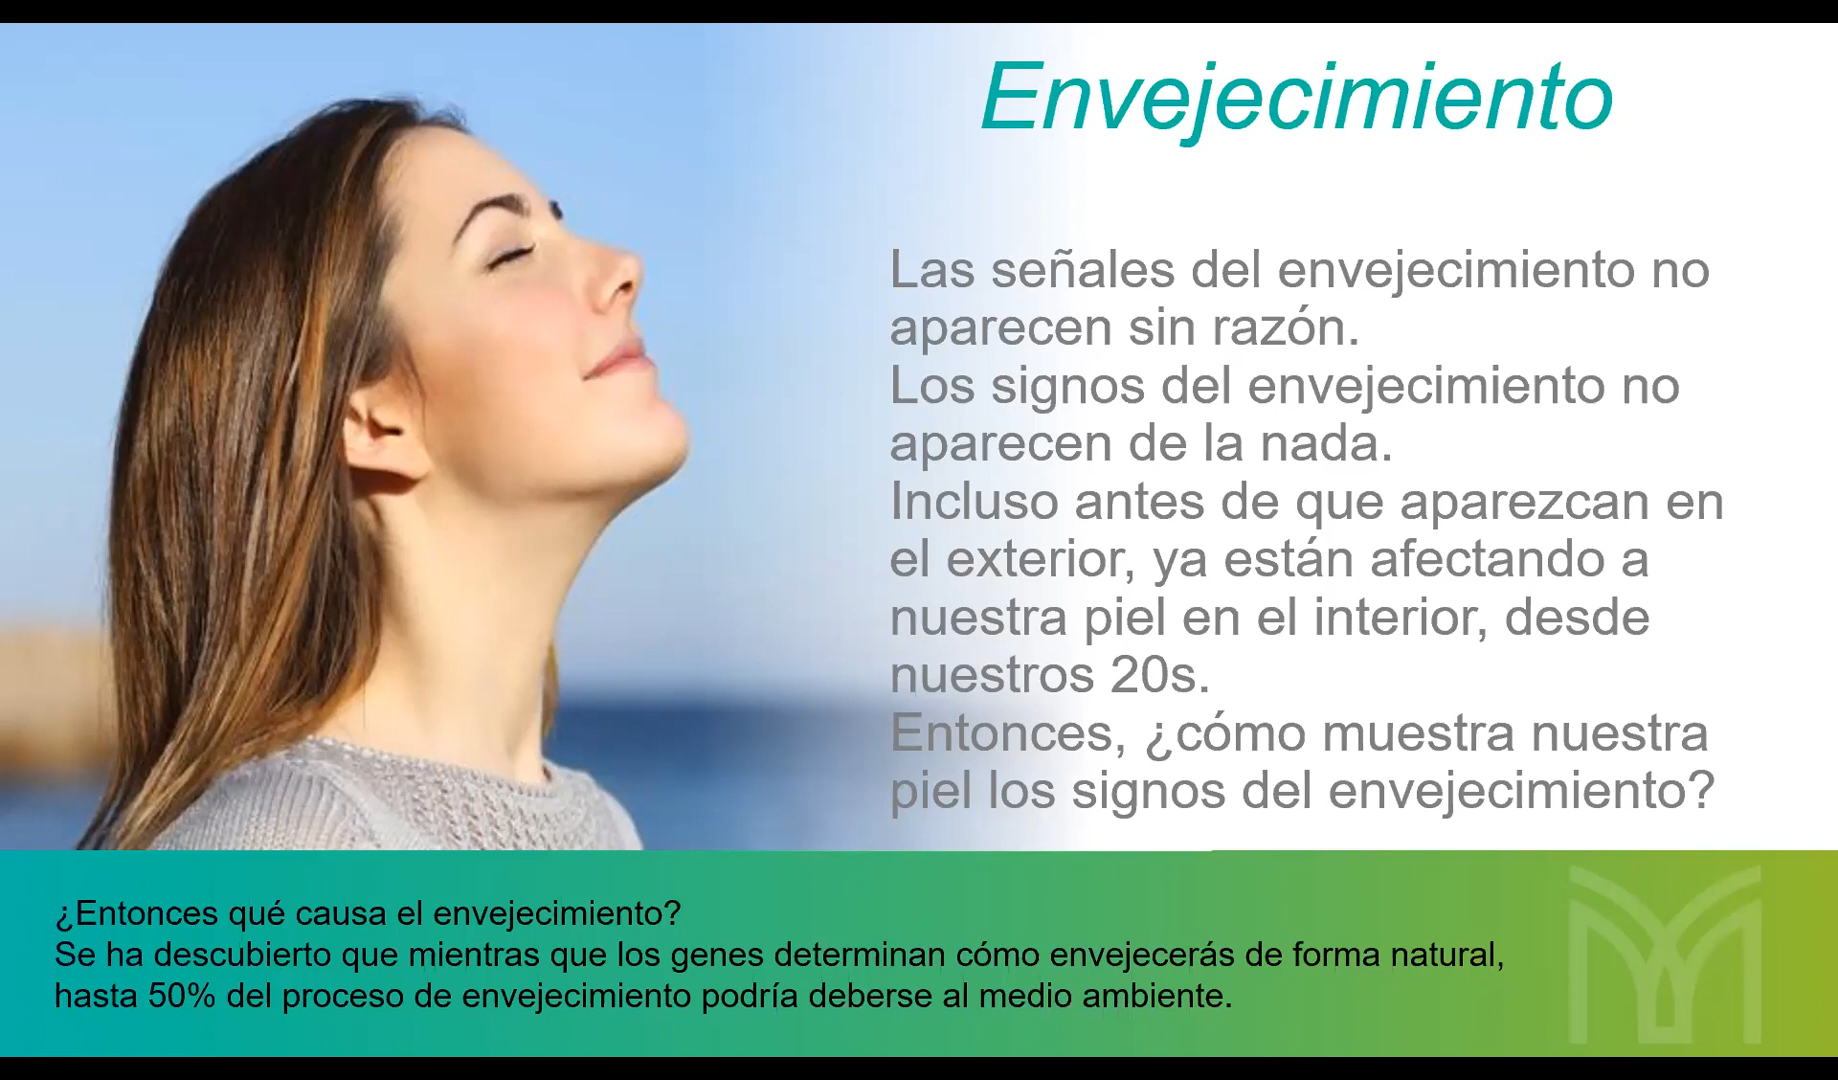 Envejecimiento
Las señales del envejecimiento no
aparecen sin razón.
Los signos del envejecimiento no
aparecen de la nada.
Incluso antes de que aparezcan en
el exterior, ya están afectando a
nuestra piel en el interior, desde
nuestros 20s.
Entonces, ¿cómo muestra nuestra
piel los signos del envejecimiento?
¿Entonces qué causa el envejecimiento?
Se ha descubierto que mientras que los genes determinan cómo envejecerás de forma natural,
hasta 50% del proceso de envejecimiento podría deberse al medio ambiente.